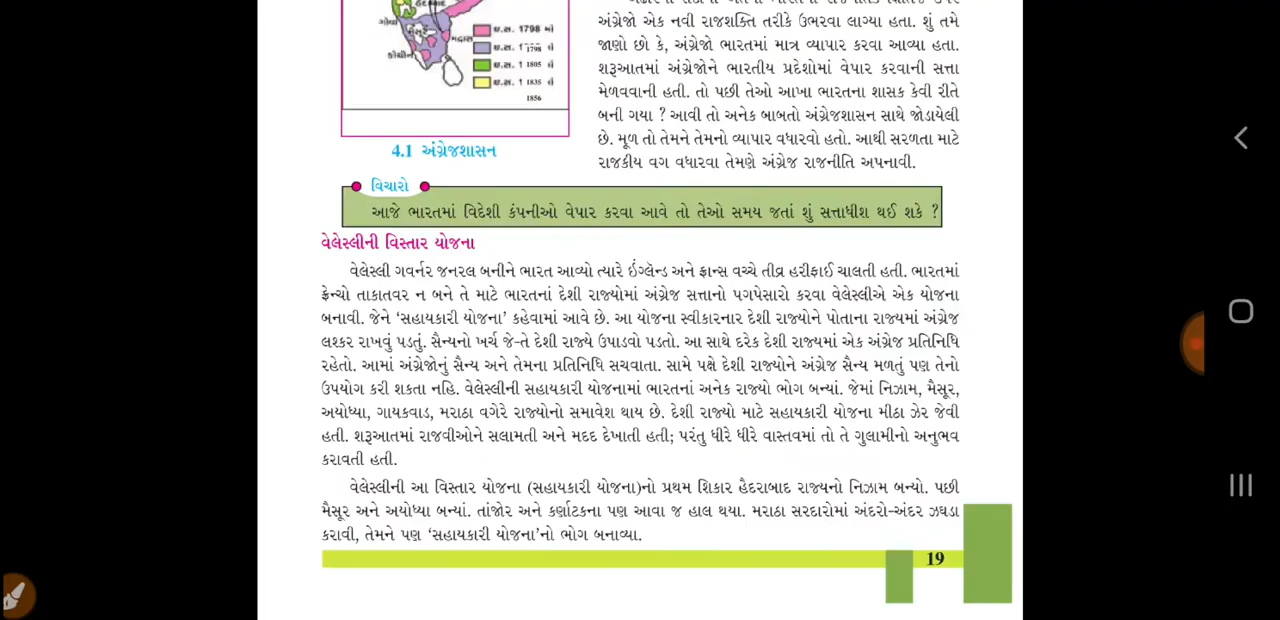 હૈદ્રાબાદ
ગોવા
મૈસૂર
મદ્રાસ
કોચીન
ઇ.સ. 1798 માં
ઇ.સ. 1798 થી
ઇ.સ. 1805 થી
ઇ.સ. 1835 થી
1856
4.1 અંગ્રેજશાસન
અંગ્રેજો એક નવી રાજશક્તિ તરીકે ઉભરવા લાગ્યા હતા. શું તમે
જાણો છો કે, અંગ્રેજો ભારતમાં માત્ર વ્યાપાર કરવા આવ્યા હતા.
શરૂઆતમાં અંગ્રેજોને ભારતીય પ્રદેશોમાં વેપાર કરવાની સત્તા
મેળવવાની હતી. તો પછી તેઓ આખા ભારતના શાસક કેવી રીતે
બની ગયા ? આવી તો અનેક બાબતો અંગ્રેજશાસન સાથે જોડાયેલી
છે. મૂળ તો તેમને તેમનો વ્યાપાર વધારવો હતો. આથી સરળતા માટે
રાજકીય વગ વધારવા તેમણે અંગ્રેજ રાજનીતિ અપનાવી.
વિચારો
આજે ભારતમાં વિદેશી કંપનીઓ વેપાર કરવા આવે તો તેઓ સમય જતાં શું સત્તાધીશ થઈ શકે ?
વેલેસ્લીની વિસ્તાર યોજના
વેલેસ્લી ગવર્નર જનરલ બનીને ભારત આવ્યો ત્યારે ઇંગ્લૅન્ડ અને ફ્રાન્સ વચ્ચે તીવ્ર હરીફાઈ ચાલતી હતી. ભારતમાં
ફ્રેન્ચો તાકાતવર ન બને તે માટે ભારતનાં દેશી રાજ્યોમાં અંગ્રેજ સત્તાનો પગપેસારો કરવા વેલેસ્લીએ એક યોજના
બનાવી. જેને ‘સહાયકારી યોજના’ કહેવામાં આવે છે. આ યોજના સ્વીકારનાર દેશી રાજ્યોને પોતાના રાજ્યમાં અંગ્રેજ
લશ્કર રાખવું પડતું. સૈન્યનો ખર્ચ જે-તે દેશી રાજ્યે ઉપાડવો પડતો. આ સાથે દરેક દેશી રાજ્યમાં એક અંગ્રેજ પ્રતિનિધિ
રહેતો. આમાં અંગ્રેજોનું સૈન્ય અને તેમના પ્રતિનિધિ સચવાતા. સામે પક્ષે દેશી રાજ્યોને અંગ્રેજ સૈન્ય મળતું પણ તેનો
ઉપયોગ કરી શકતા નહિ. વેલેસ્લીની સહાયકારી યોજનામાં ભારતનાં અનેક રાજ્યો ભોગ બન્યાં. જેમાં નિઝામ, મૈસૂર,
અયોધ્યા, ગાયકવાડ, મરાઠા વગેરે રાજ્યોનો સમાવેશ થાય છે. દેશી રાજ્યો માટે સહાયકારી યોજના મીઠા ઝેર જેવી
હતી. શરૂઆતમાં રાજવીઓને સલામતી અને મદદ દેખાતી હતી; પરંતુ ધીરે ધીરે વાસ્તવમાં તો તે ગુલામીનો અનુભવ
કરાવતી હતી.
વેલેસ્લીની આ વિસ્તાર યોજના (સહાયકારી યોજના)નો પ્રથમ શિકાર હૈદરાબાદ રાજ્યનો નિઝામ બન્યો. પછી
મૈસૂર અને અયોધ્યા બન્યાં. તાંજોર અને કર્ણાટકના પણ આવા જ હાલ થયા. મરાઠા સરદારોમાં અંદરો-અંદર ઝઘડા
કરાવી, તેમને પણ ‘સહાયકારી યોજના’નો ભોગ બનાવ્યા.
19